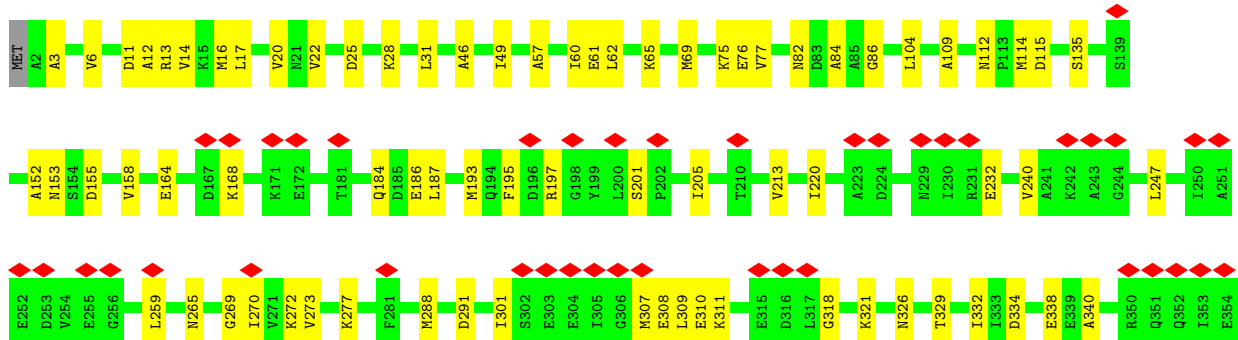 MET A2 A3 V6 D11 A12 R13 V14 K15 M16 L17 V20 N21 V22 D25 K28 L31 A46 I49 A57 I60 E61 L62 K65 M69 K75 E76 V77 N82 D83 A84 A85 G86 L104 A109 N112 P113 M114 D115 S135 S139
A152 N153 S154 D155 V158 E164 D167 K168 K171 E172 T181 Q184 D185 E186 L187 M193 Q194 F195 D196 R197 G198 Y199 L200 S201 P202 I205 T210 V213 I220 A223 D224 N229 I230 R231 E232 V240 A241 K242 A243 G244 L247 I250 A251
E252 D253 V254 E255 G256 L259 N265 G269 I270 V271 K272 V273 K277 F281 M288 D291 I301 S302 E303 E304 I305 G306 M307 E308 L309 E310 K311 E315 D316 L317 G318 K321 N326 T329 I332 I333 D334 E338 E339 A340 R350 Q351 Q352 I353 E354